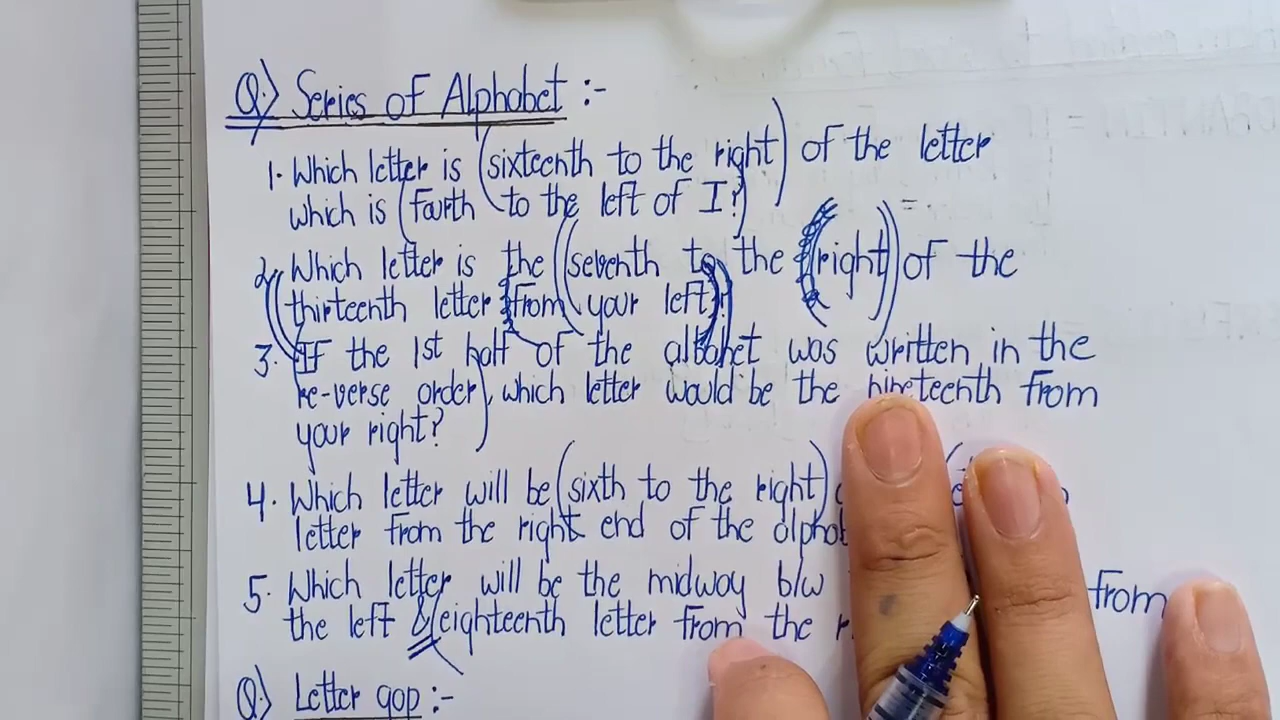 Q.) Series of Alphabet :-
1. Which letter is (sixteenth to the right) of the letter
which is (fourth to the left of I?)
2. Which letter is the (seventh to the (right)) of the
(thirteenth letter from your left)?
3. If the 1st half of the altbahet was written in the
re-verse order), which letter would be the nineteenth from
your right?
4. Which letter will be (sixth to the right)
letter from the right end of the
5. Which letter will be the midway b/w from
the left & eighteenth letter from the
Q.) Letter gap :-